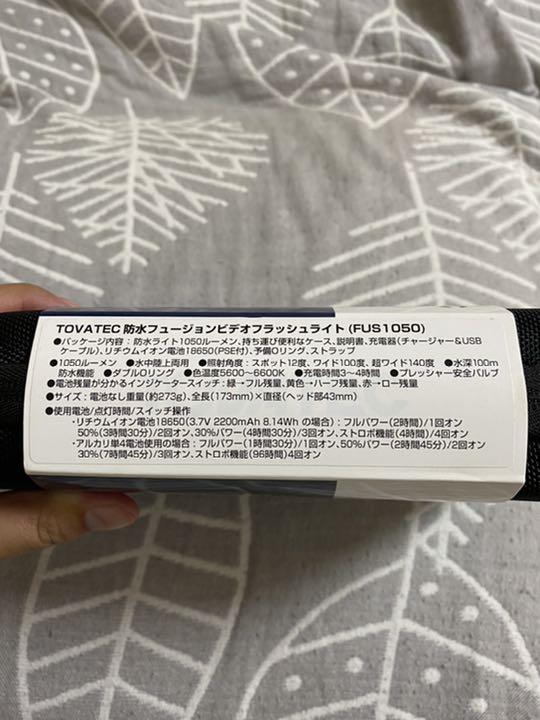 TOVATEC 防水フュージョンビデオフラッシュライト (FUS1050)
●パッケージ内容：防水ライト1050ルーメン、持ち運び便利なケース、説明書、充電器(チャージャー&USB
ケーブル)、リチウムイオン電池18650(PSE付)、予備Oリング、ストラップ
●1050ルーメン ●水中陸上両用 ●照射角度：スポット12度、ワイド100度、超ワイド140度 ●水深100m
防水機能 ●ダブルOリング ●色温度5600〜6800K ●充電時間3〜4時間 ●プレッシャー安全バルブ
●電池残量が分かるインジケータースイッチ：緑→フル残量、黄色→ハーフ残量、赤→ロー残量
●サイズ：電池なし重量(約273g)、全長(173mm)×直径(ヘッド部43mm)
●使用電池/点灯時間/スイッチ操作
・リチウムイオン電池18650(3.7V 2200mAh 8.14Wh の場合)：フルパワー(2時間)/1回オン
50%(3時間30分)/2回オン、30%パワー(4時間30分)/3回オン、ストロボ機能(4時間)/4回オン
・アルカリ単4電池使用の場合：フルパワー(1時間30分)/1回オン、50%パワー(2時間45分)/2回オン
30%(7時間45分)/3回オン、ストロボ機能(96時間)4回オン